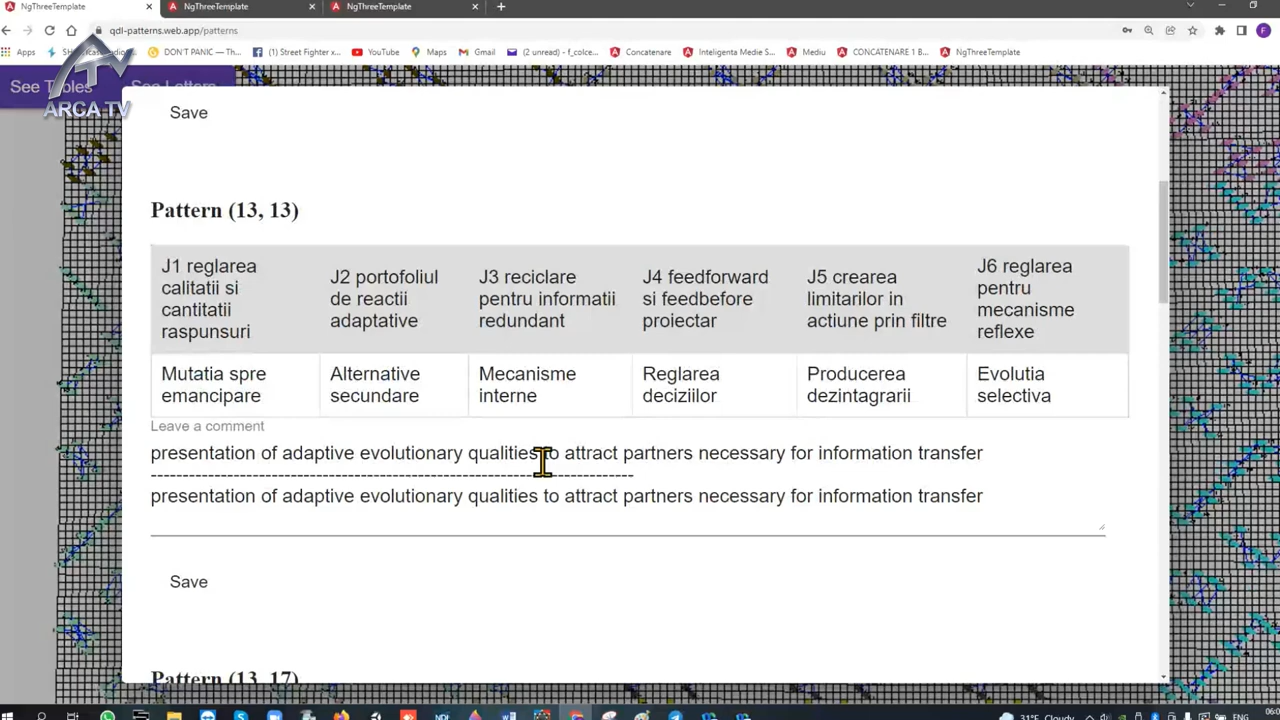 NgThreeTemplate
NgThreeTemplate
NgThreeTemplate
qdl-patterns.web.app/patterns
Apps
DON'T PANIC —...
(1) Street Fighter x...
YouTube
Maps
Gmail
(2 unread) - f_colce...
Concatenare
Inteligenta Medie S...
Mediu
CONCATENARE 1 B...
NgThreeTemplate
See Tables
See Letters
ARCA TV
Save
Pattern (13, 13)
J1 reglarea
calitatii si
cantitatii
raspunsuri
J2 portofoliul
de reactii
adaptative
J3 reciclare
pentru informatii
redundant
J4 feedforward
si feedbefore
proiectar
J5 crearea
limitarilor in
actiune prin filtre
J6 reglarea
pentru
mecanisme
reflexe
Mutatia spre
emancipare
Alternative
secundare
Mecanisme
interne
Reglarea
deciziilor
Producerea
dezintagrarii
Evolutia
selectiva
Leave a comment
presentation of adaptive evolutionary qualities to attract partners necessary for information transfer
--------------------------------------------------------------------------------
presentation of adaptive evolutionary qualities to attract partners necessary for information transfer
Save
Pattern (13, 17)
31°F Cloudy
ENG